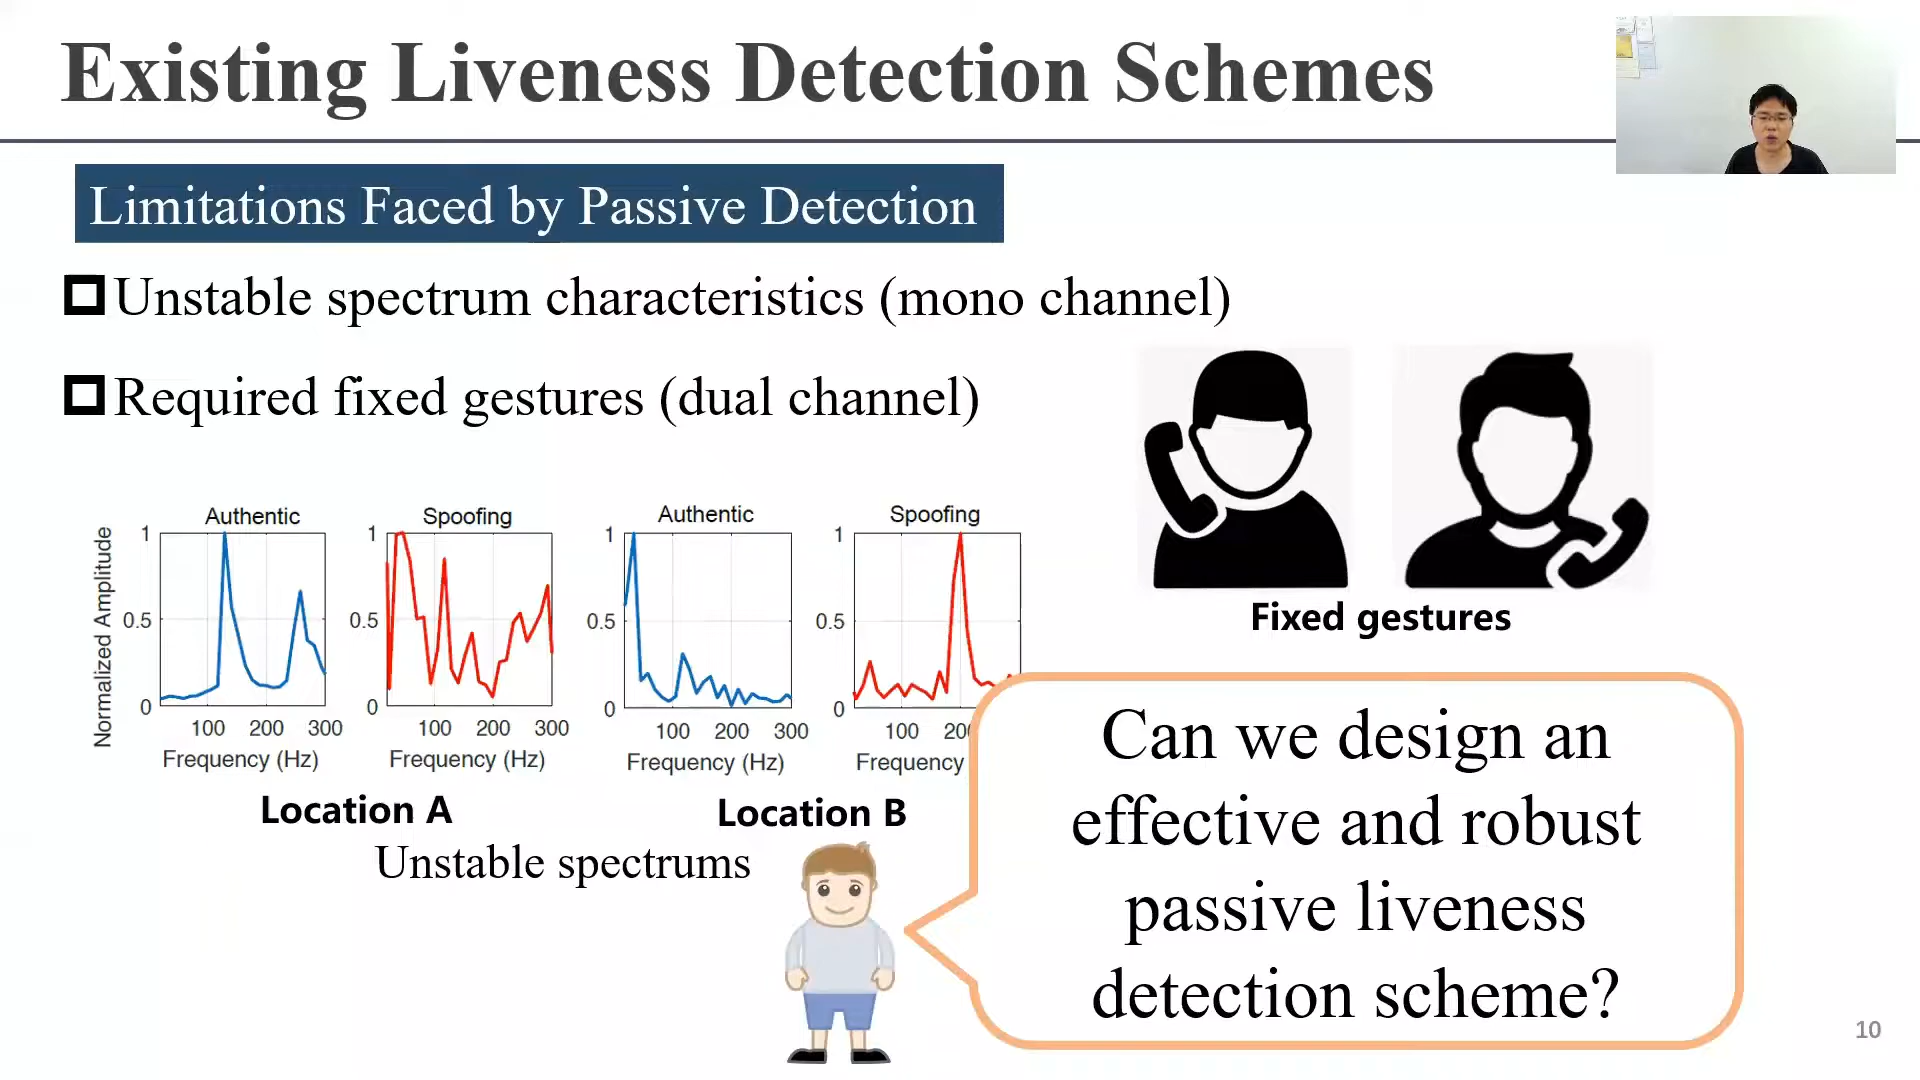 Existing Liveness Detection Schemes
Limitations Faced by Passive Detection
Unstable spectrum characteristics (mono channel)
Required fixed gestures (dual channel)
Authentic
Spoofing
Authentic
Spoofing
Normalized Amplitude
1
0.5
0
100 200 300
Frequency (Hz)
1
0.5
0
100 200 300
Frequency (Hz)
1
0.5
0
100 200 300
Frequency (Hz)
1
0.5
0
100 200
Frequency
Location A
Location B
Unstable spectrums
Fixed gestures
Can we design an
effective and robust
passive liveness
detection scheme?
10